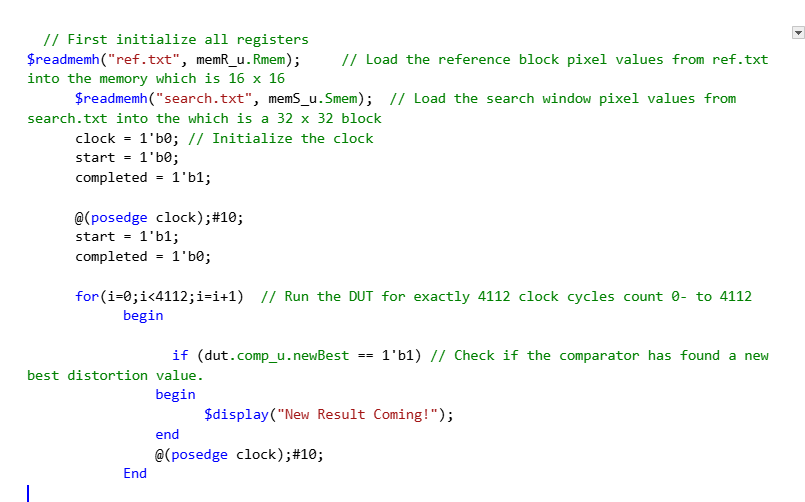 // First initialize all registers
$readmemh("ref.txt", memR_u.Rmem);     // Load the reference block pixel values from ref.txt
into the memory which is 16 x 16
$readmemh("search.txt", memS_u.Smem);  // Load the search window pixel values from
search.txt into the which is a 32 x 32 block
clock = 1'b0; // Initialize the clock
start = 1'b0;
completed = 1'b1;
@(posedge clock);#10;
start = 1'b1;
completed = 1'b0;
for(i=0;i<4112;i=i+1)  // Run the DUT for exactly 4112 clock cycles count 0- to 4112
begin
if (dut.comp_u.newBest == 1'b1) // Check if the comparator has found a new
best distortion value.
begin
$display("New Result Coming!");
end
@(posedge clock);#10;
End